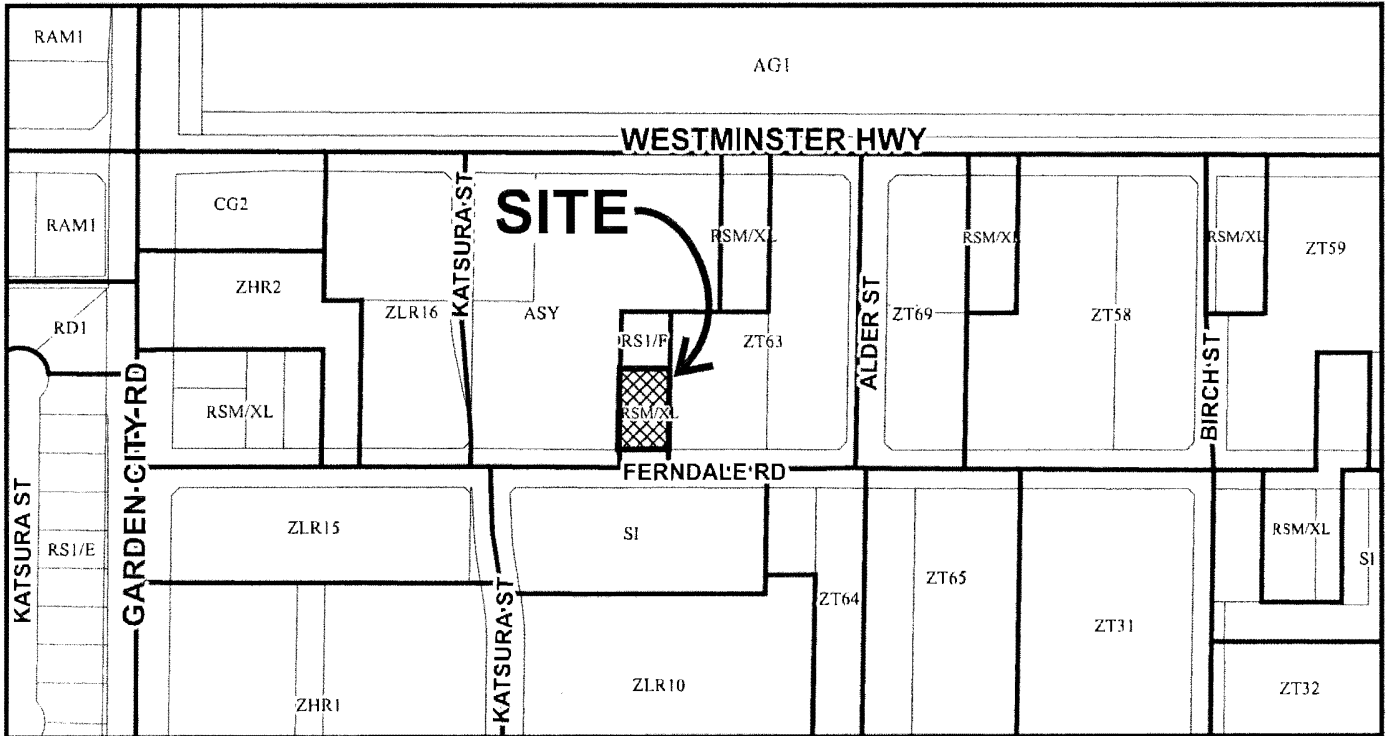 RAM1
AG1
WESTMINSTER HWY
RAM1
CG2
KATSURA ST
SITE
RSM/XL
RSM/XL
RSM/XL
ZT59
ZHR2
ZLR16
ASY
RS1/F
ZT63
ALDER ST
ZT69
ZT58
BIRCH ST
RD1
GARDEN CITY RD
RSM/XL
RSM/XL
FERNDALE RD
KATSURA ST
RS1/E
ZLR15
SI
ZT65
ZT64
RSM/XL
SI
ZT31
KATSURA ST
ZLR10
ZHR1
ZT32